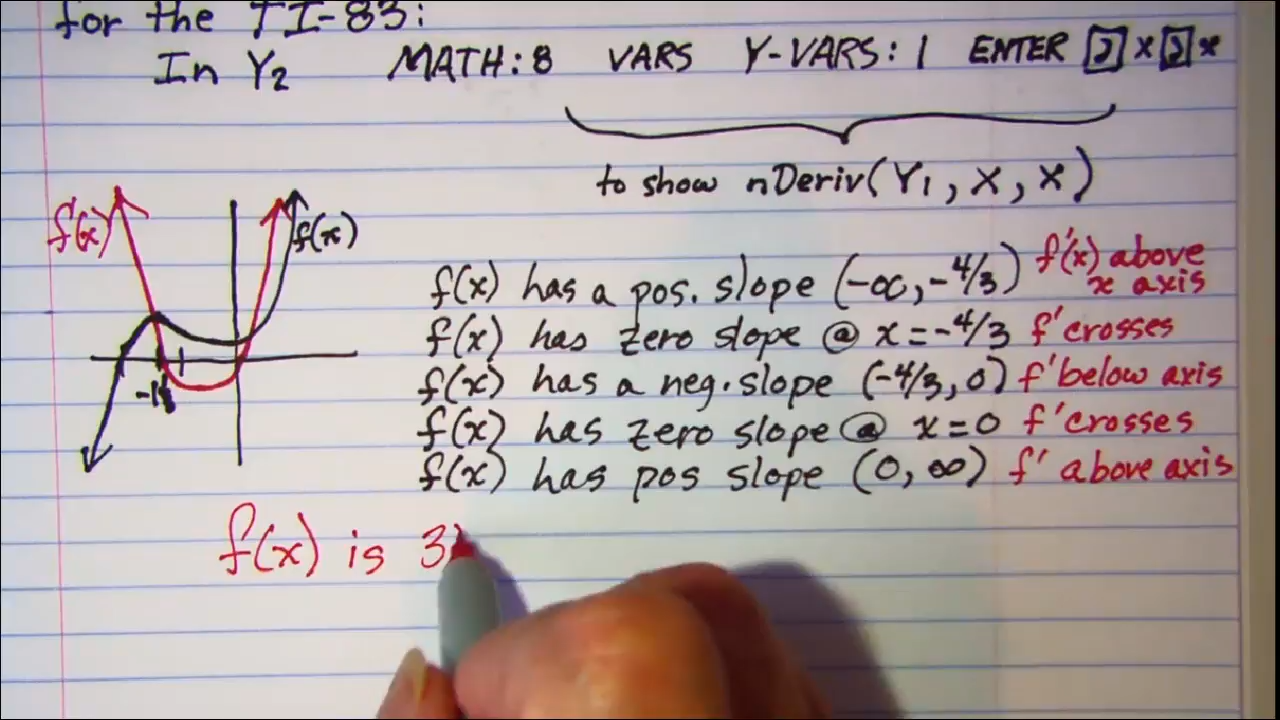 for the TI-83:
In Y2 MATH:8 VARS Y-VARS:1 ENTER [,] x [,] x
to show nDeriv(Y1, X, X)
f'(x)
f(x)
f(x) has a pos. slope (-∞, -4/3) f'(x) above x axis
f(x) has zero slope @ x=-4/3 f' crosses
f(x) has a neg. slope (-4/3, 0) f' below axis
f(x) has zero slope @ x=0 f' crosses
f(x) has pos slope (0, ∞) f' above axis
f(x) is 3x